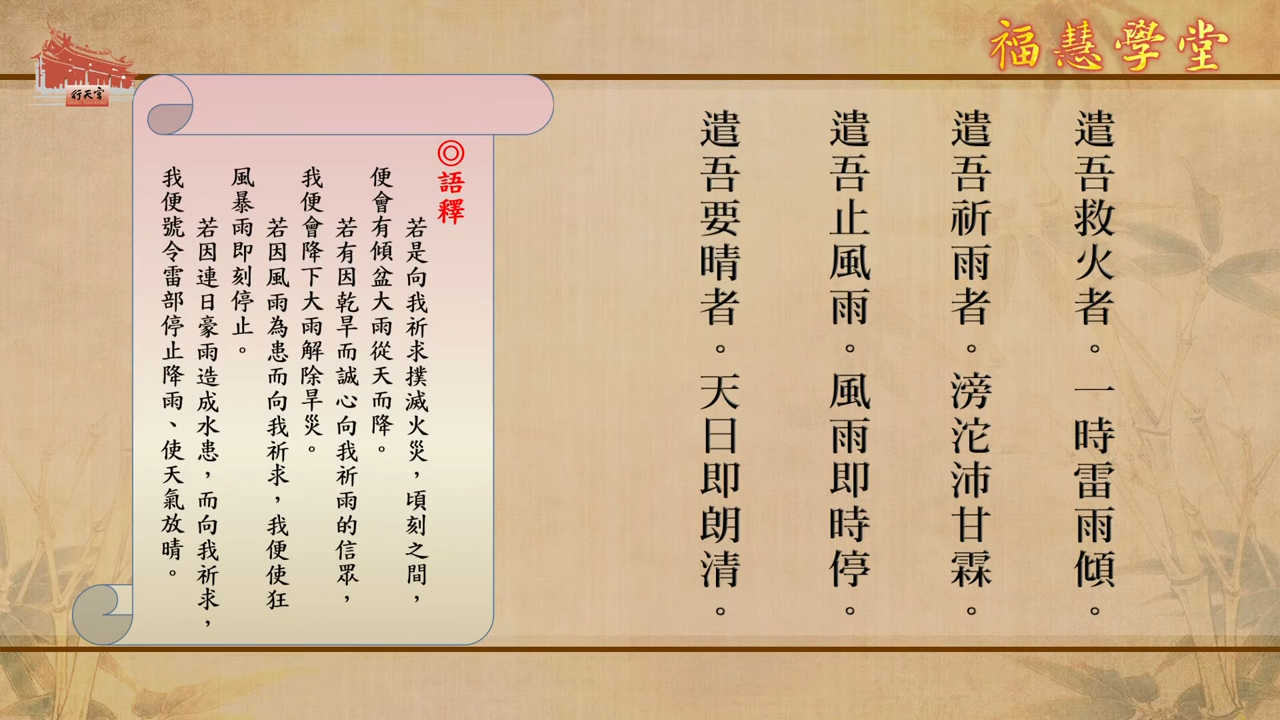 福慧學堂
行天宮
遣吾救火者。一時雷雨傾。
遣吾祈雨者。滂沱沛甘霖。
遣吾止風雨。風雨即時停。
遣吾要晴者。天日即朗清。
◎語釋
若是向我祈求撲滅火災，頃刻之間，
便會有傾盆大雨從天而降。
若有因乾旱而誠心向我祈雨的信眾，
我便會降下大雨解除旱災。
若因風雨為患而向我祈求，我便使狂
風暴雨即刻停止。
若因連日豪雨造成水患，而向我祈求，
我便號令雷部停止降雨、使天氣放晴。